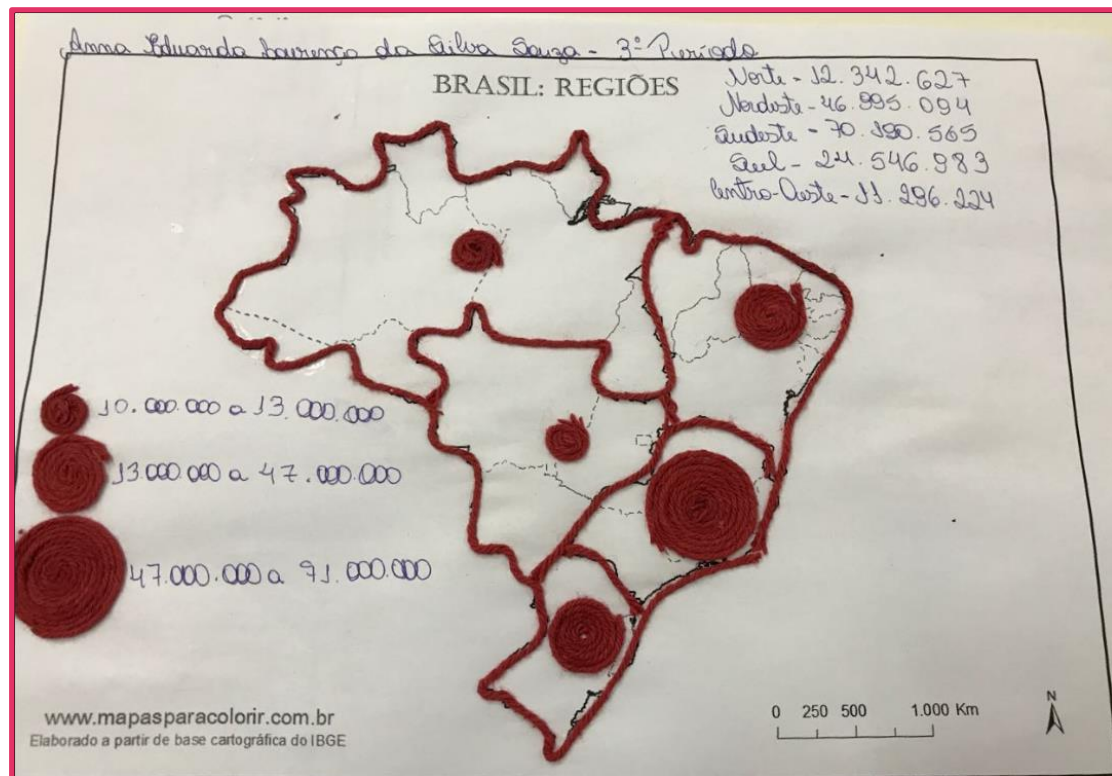 Anna Eduarda Lourenço da Silva Souza - 3º Período
BRASIL: REGIÕES
Norte - 12.342.627
Nordeste - 46.995.094
Sudeste - 70.190.565
Sul - 24.546.983
Centro-Oeste - 11.296.224
10.000.000 a 13.000.000
13.000.000 a 47.000.000
47.000.000 a 71.000.000
www.mapasparacolorir.com.br
Elaborado a partir de base cartográfica do IBGE
0 250 500 1.000 Km
N